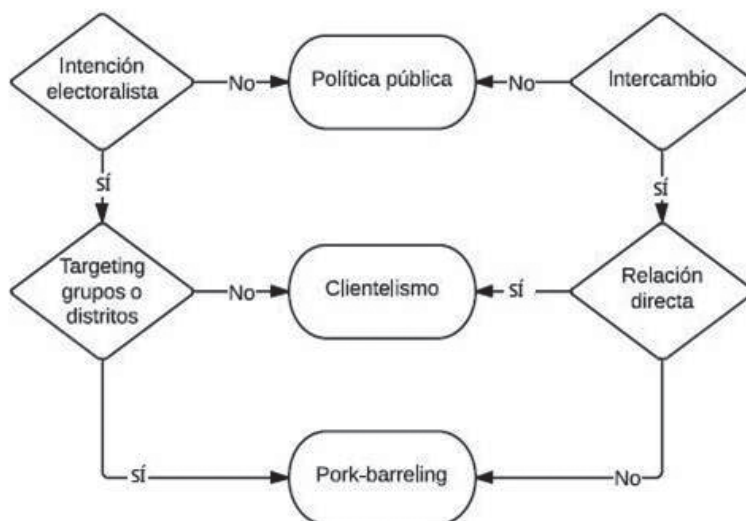 Intención
electoralista
No
Política pública
No
Intercambio
SÍ
SÍ
Targeting
grupos o
distritos
No
Clientelismo
SÍ
Relación
directa
SÍ
Pork-barreling
No